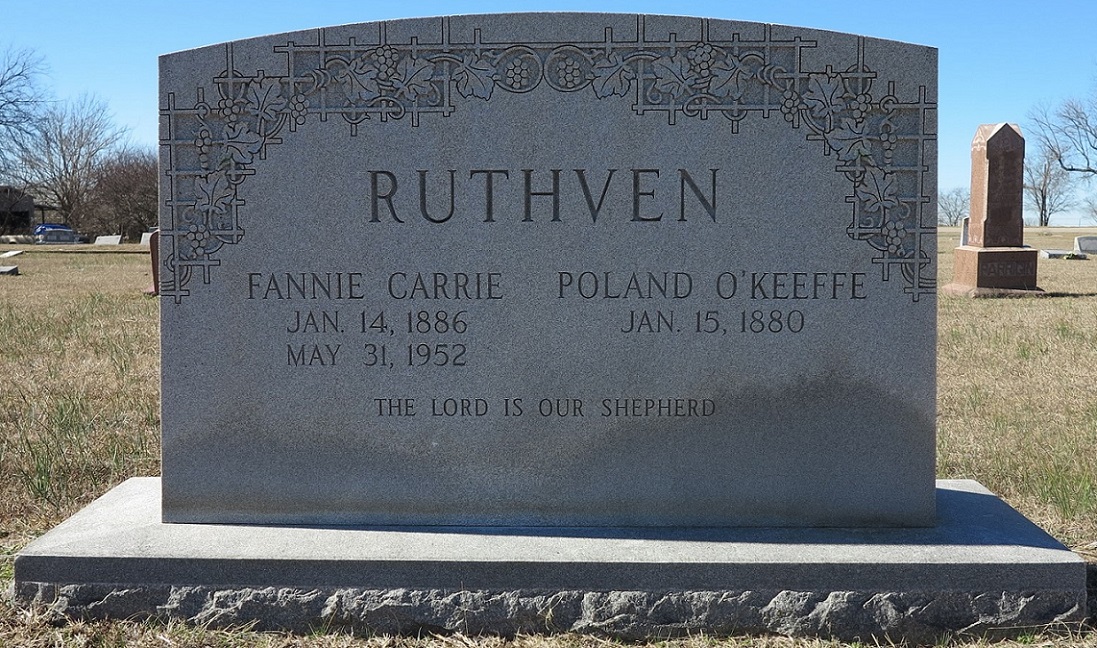 RUTHVEN
FANNIE CARRIE
JAN. 14, 1886
MAY 31, 1952
POLAND O'KEEFFE
JAN. 15, 1880
THE LORD IS OUR SHEPHERD